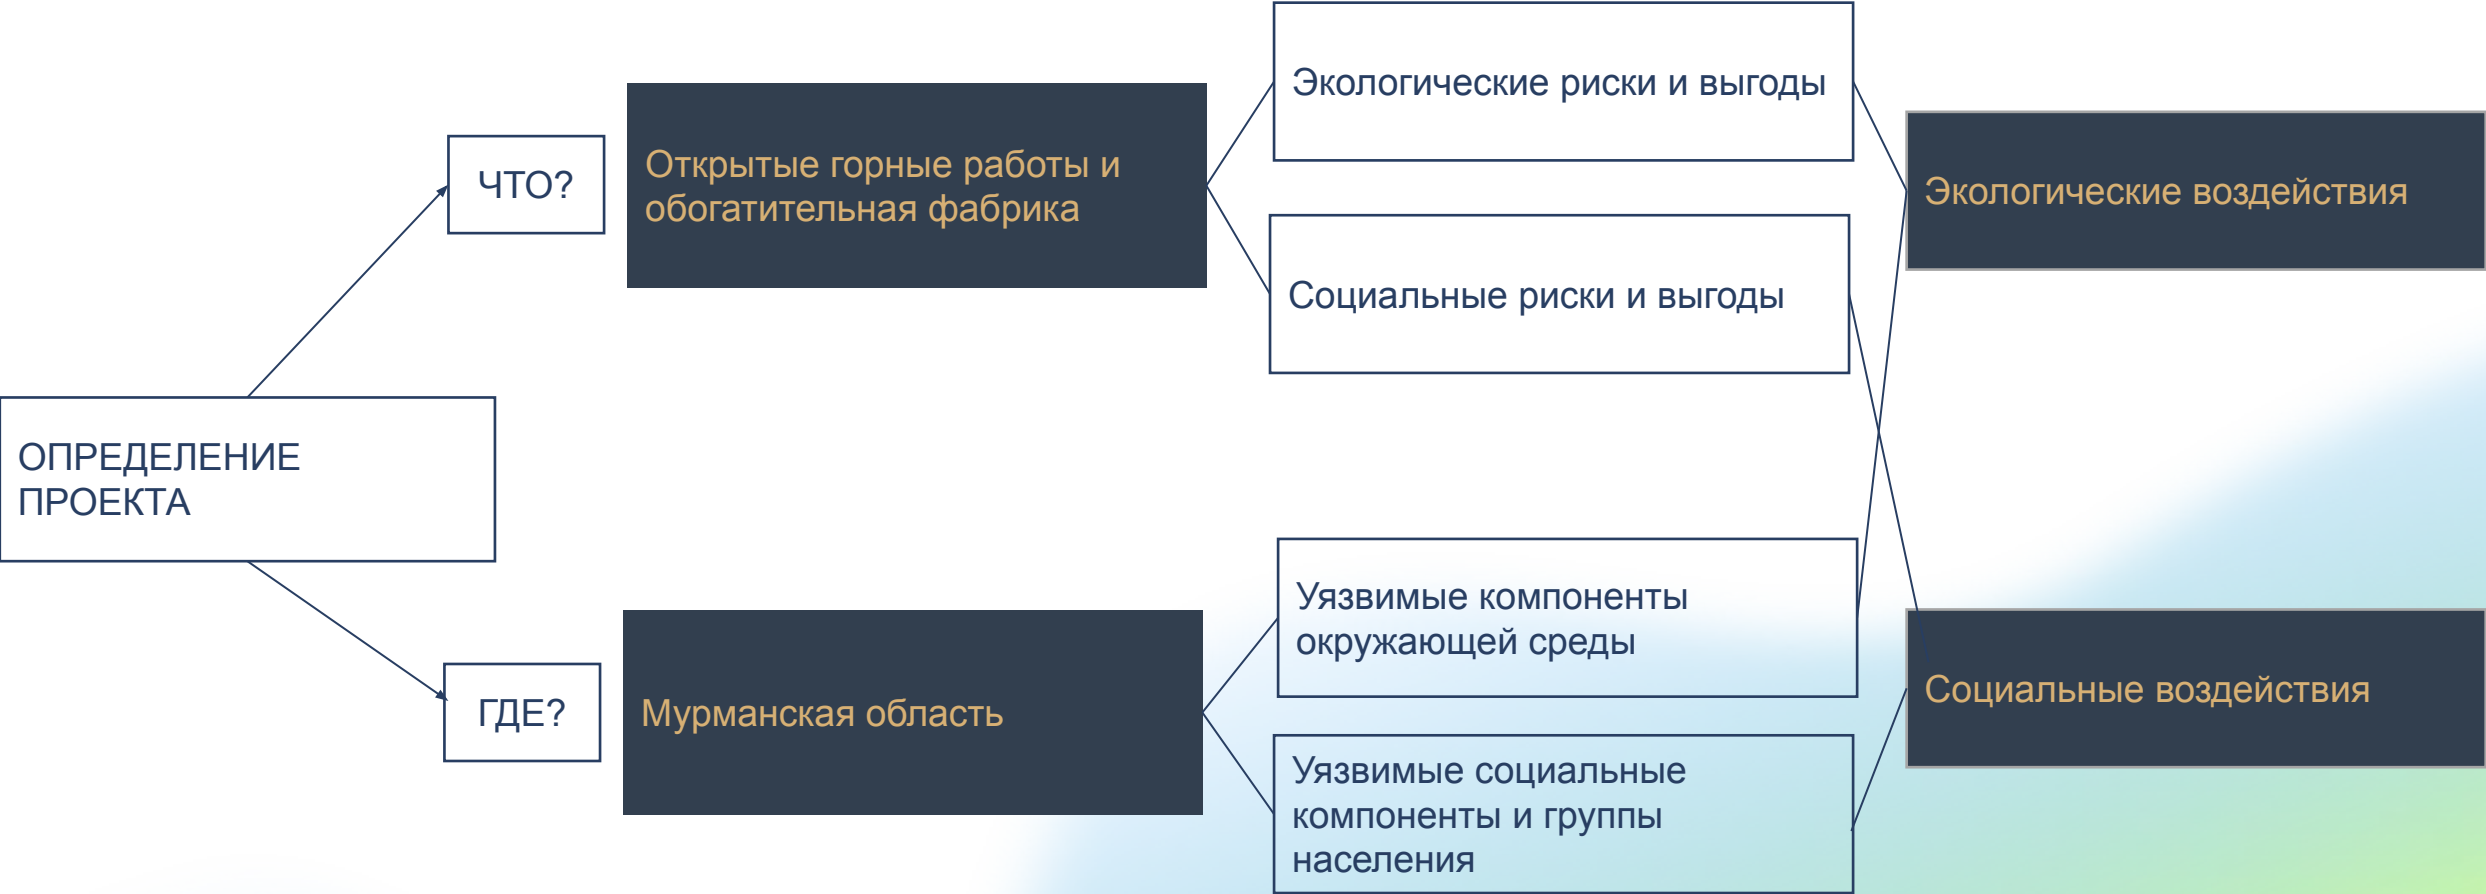 ОПРЕДЕЛЕНИЕ
ПРОЕКТА
ЧТО?
Открытые горные работы и
обогатительная фабрика
Экологические риски и выгоды
Социальные риски и выгоды
Экологические воздействия
ГДЕ?
Мурманская область
Уязвимые компоненты
окружающей среды
Уязвимые социальные
компоненты и группы
населения
Социальные воздействия